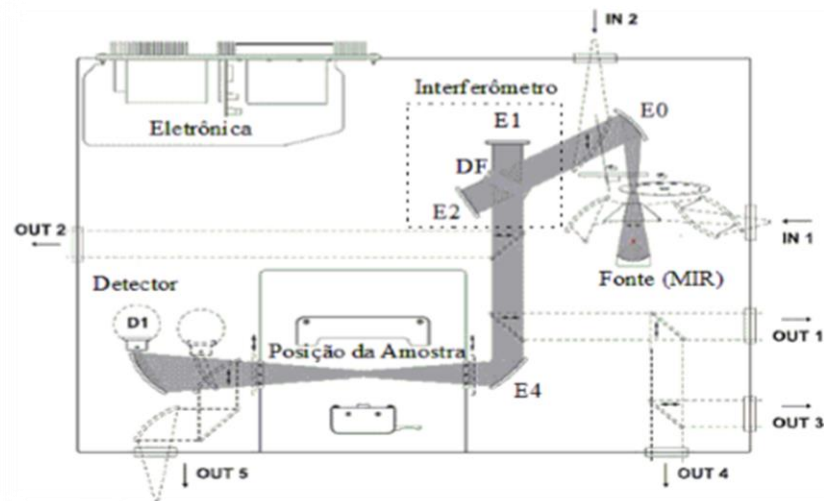 IN 2
Interferômetro
E0
E1
Eletrônica
DF
E2
OUT 2
IN 1
Fonte (MIR)
Detector
D1
OUT 1
Posição da Amostra
E4
OUT 3
OUT 5
OUT 4